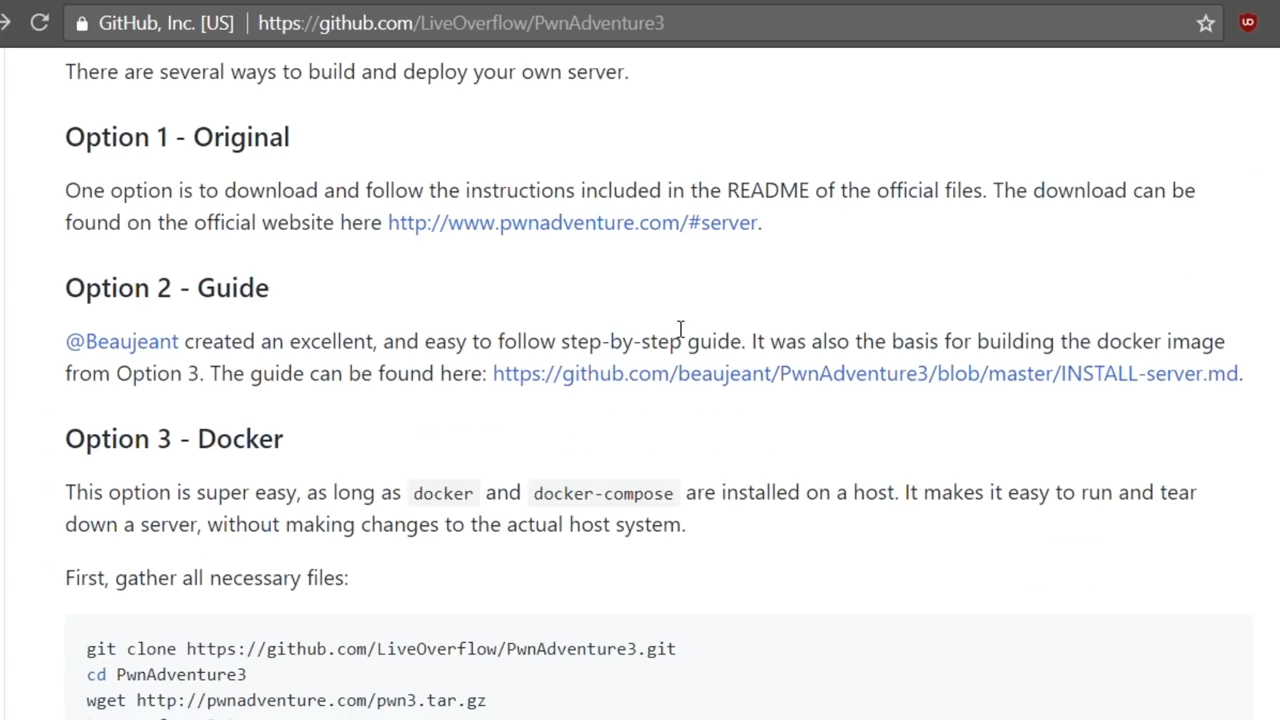 GitHub, Inc. [US] | https://github.com/LiveOverflow/PwnAdventure3
There are several ways to build and deploy your own server.
Option 1 - Original
One option is to download and follow the instructions included in the README of the official files. The download can be
found on the official website here http://www.pwnadventure.com/#server.
Option 2 - Guide
@Beaujeant created an excellent, and easy to follow step-by-step guide. It was also the basis for building the docker image
from Option 3. The guide can be found here: https://github.com/beaujeant/PwnAdventure3/blob/master/INSTALL-server.md.
Option 3 - Docker
This option is super easy, as long as docker and docker-compose are installed on a host. It makes it easy to run and tear
down a server, without making changes to the actual host system.
First, gather all necessary files:
git clone https://github.com/LiveOverflow/PwnAdventure3.git
cd PwnAdventure3
wget http://pwnadventure.com/pwn3.tar.gz